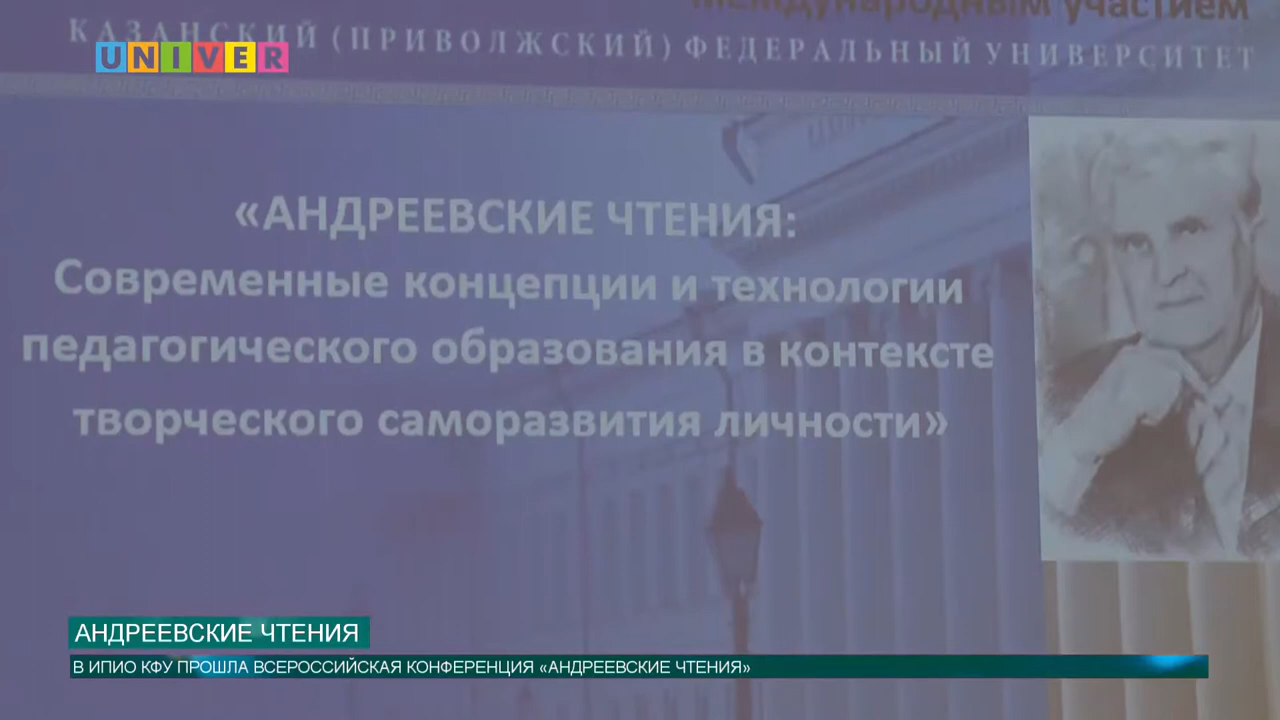 Международным участием
КАЗАНСКИЙ (ПРИВОЛЖСКИЙ) ФЕДЕРАЛЬНЫЙ УНИВЕРСИТЕТ
UNIVER
«АНДРЕЕВСКИЕ ЧТЕНИЯ:
Современные концепции и технологии
педагогического образования в контексте
творческого саморазвития личности»
АНДРЕЕВСКИЕ ЧТЕНИЯ
В ИПИО КФУ ПРОШЛА ВСЕРОССИЙСКАЯ КОНФЕРЕНЦИЯ «АНДРЕЕВСКИЕ ЧТЕНИЯ»